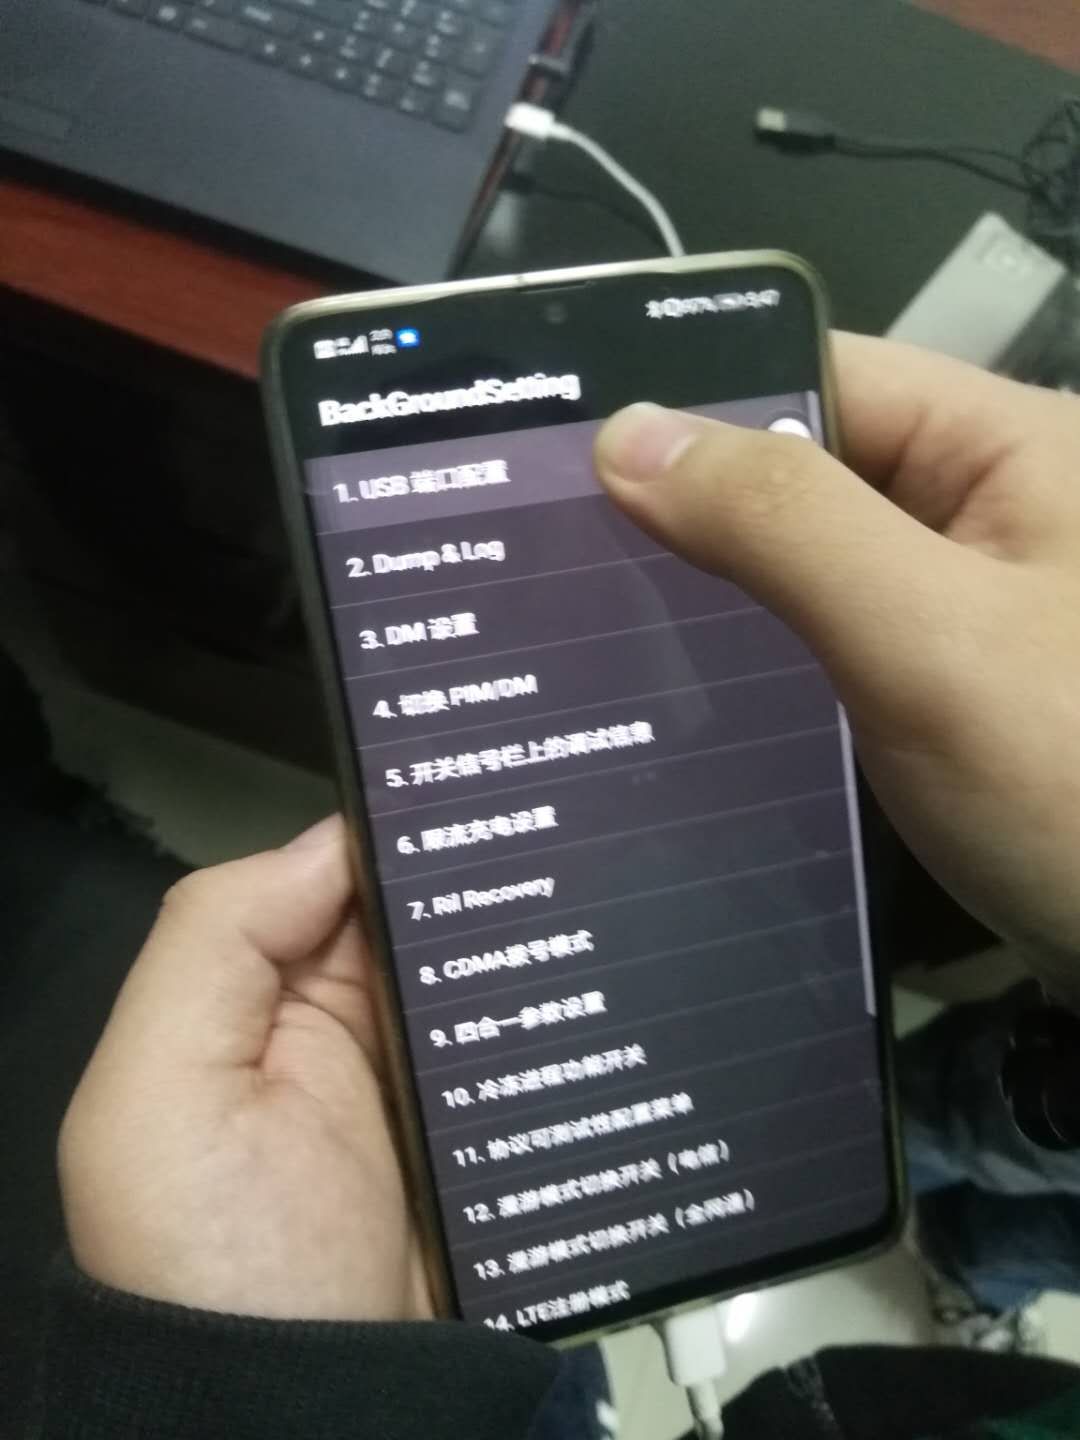 BackGroundSetting
1. USB 端口配置
2. Dump & Log
3. DM 设置
4. 切换 PIM/DM
5. 开关信号栏上的调试信息
6. 限流充电设置
7. Ril Recovery
8. CDMA拨号模式
9. 四合一参数设置
10. 冷冻进程功能开关
11. 协议可测试性配置菜单
12. 漫游模式切换开关（电信）
13. 漫游模式切换开关（全网通）
14. LTE注册模式